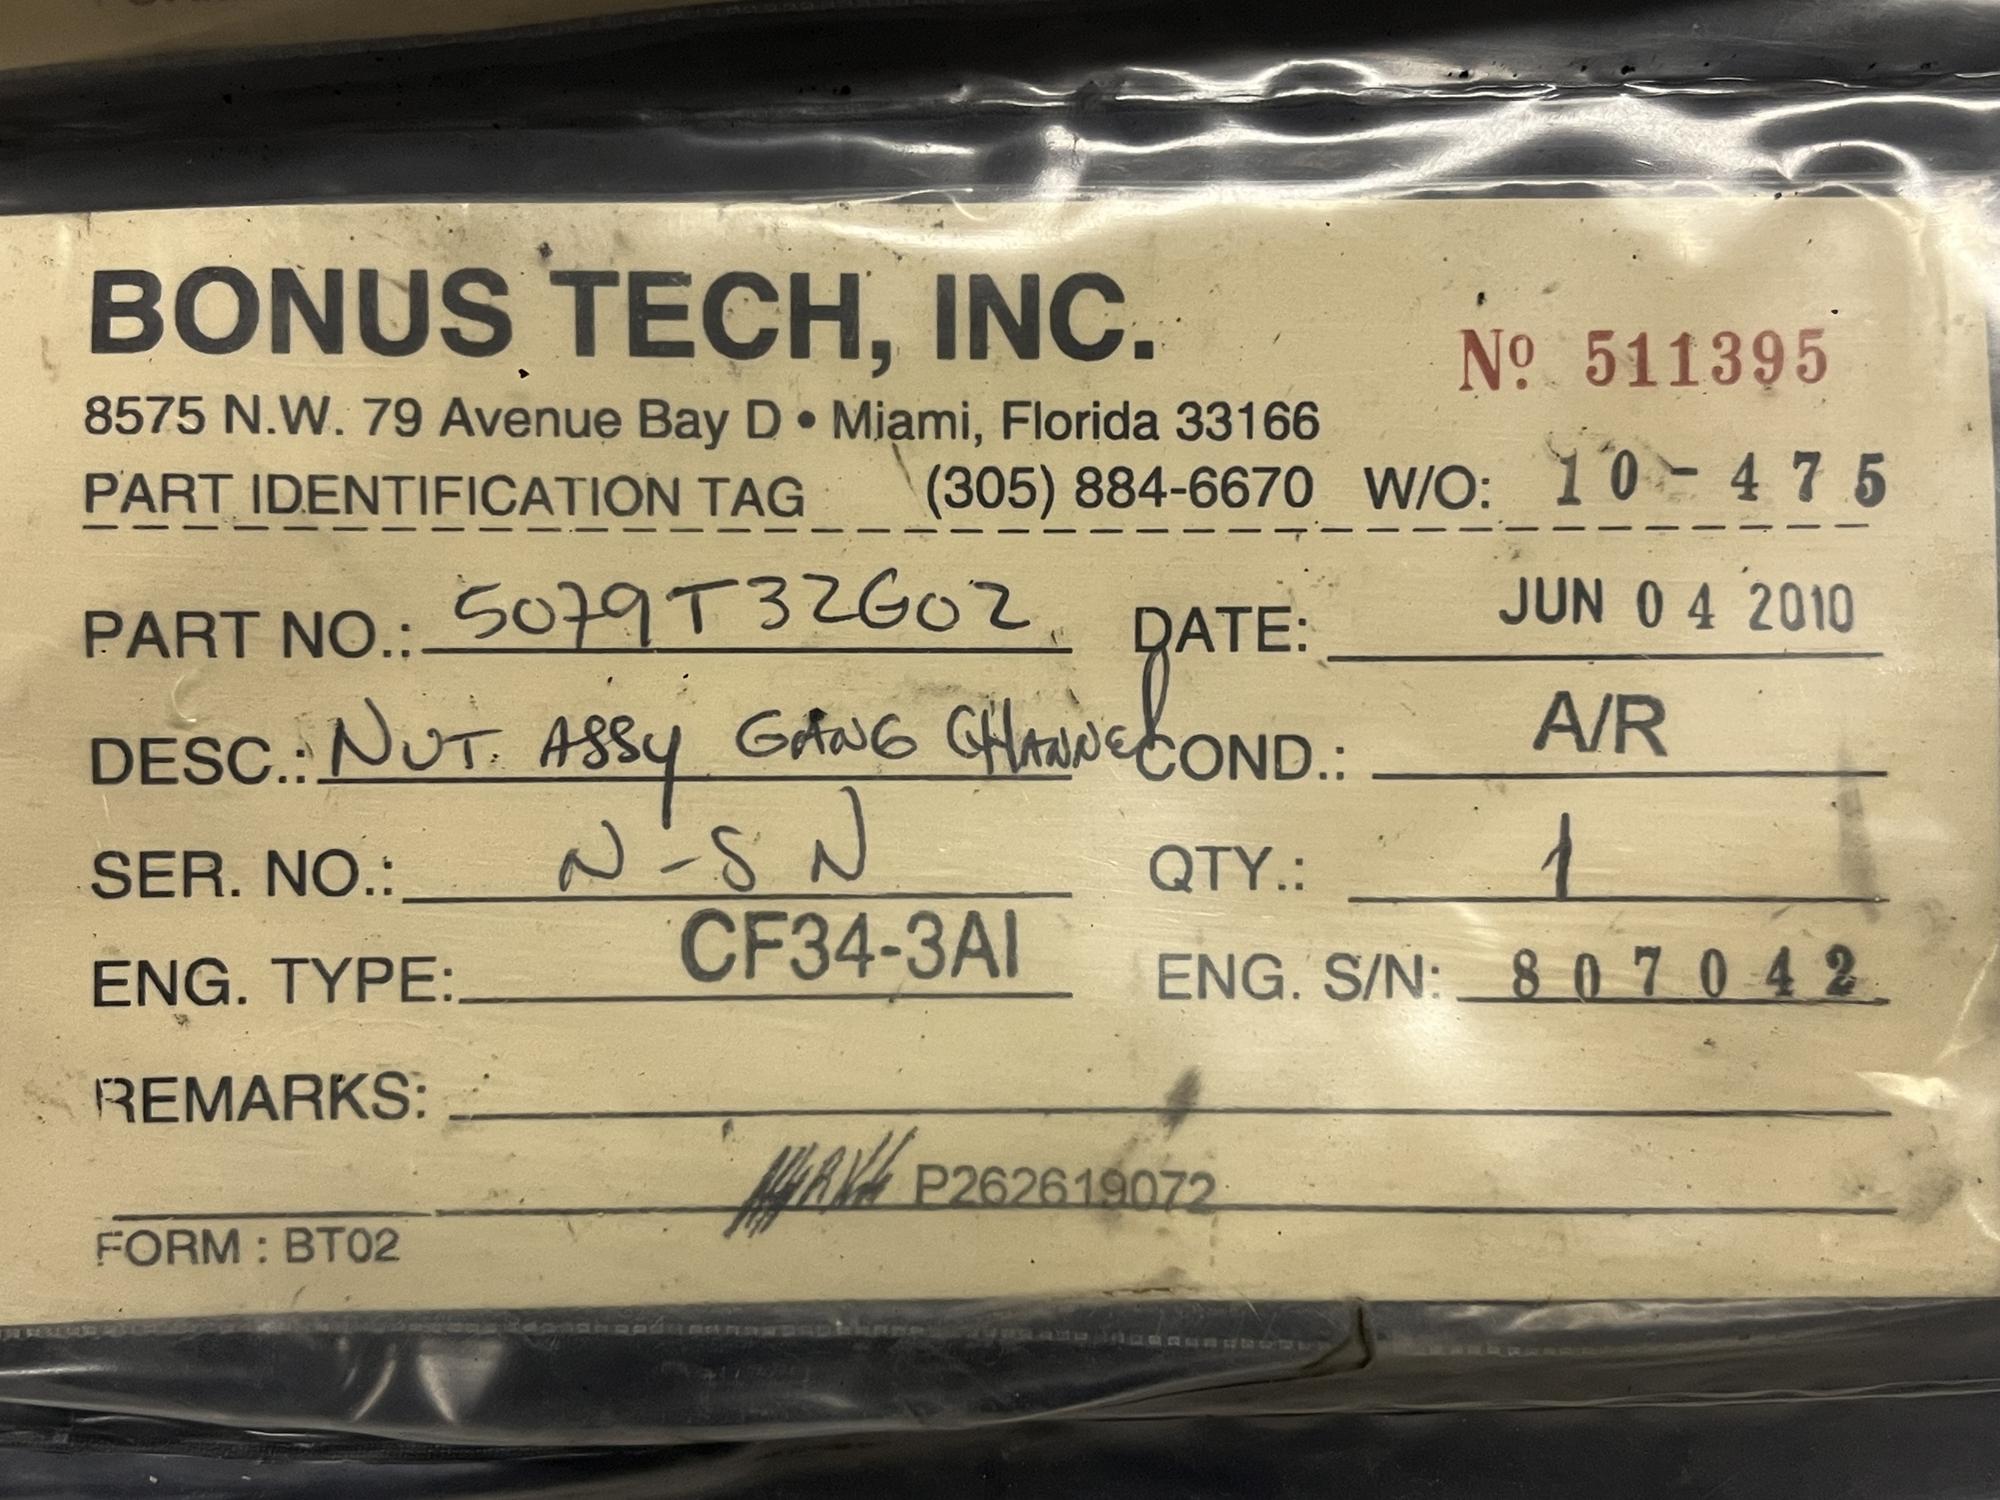 BONUS TECH, INC.
Nº 511395
8575 N.W. 79 Avenue Bay D • Miami, Florida 33166
PART IDENTIFICATION TAG (305) 884-6670 W/O: 10-475
PART NO.: 5079T32G02 DATE: JUN 04 2010
DESC.: NUT. ASSY GANG CHANNEL COND.: A/R
SER. NO.: N-SN QTY.: 1
ENG. TYPE: CF34-3AI ENG. S/N: 807042
REMARKS:
P262619072
FORM : BT02